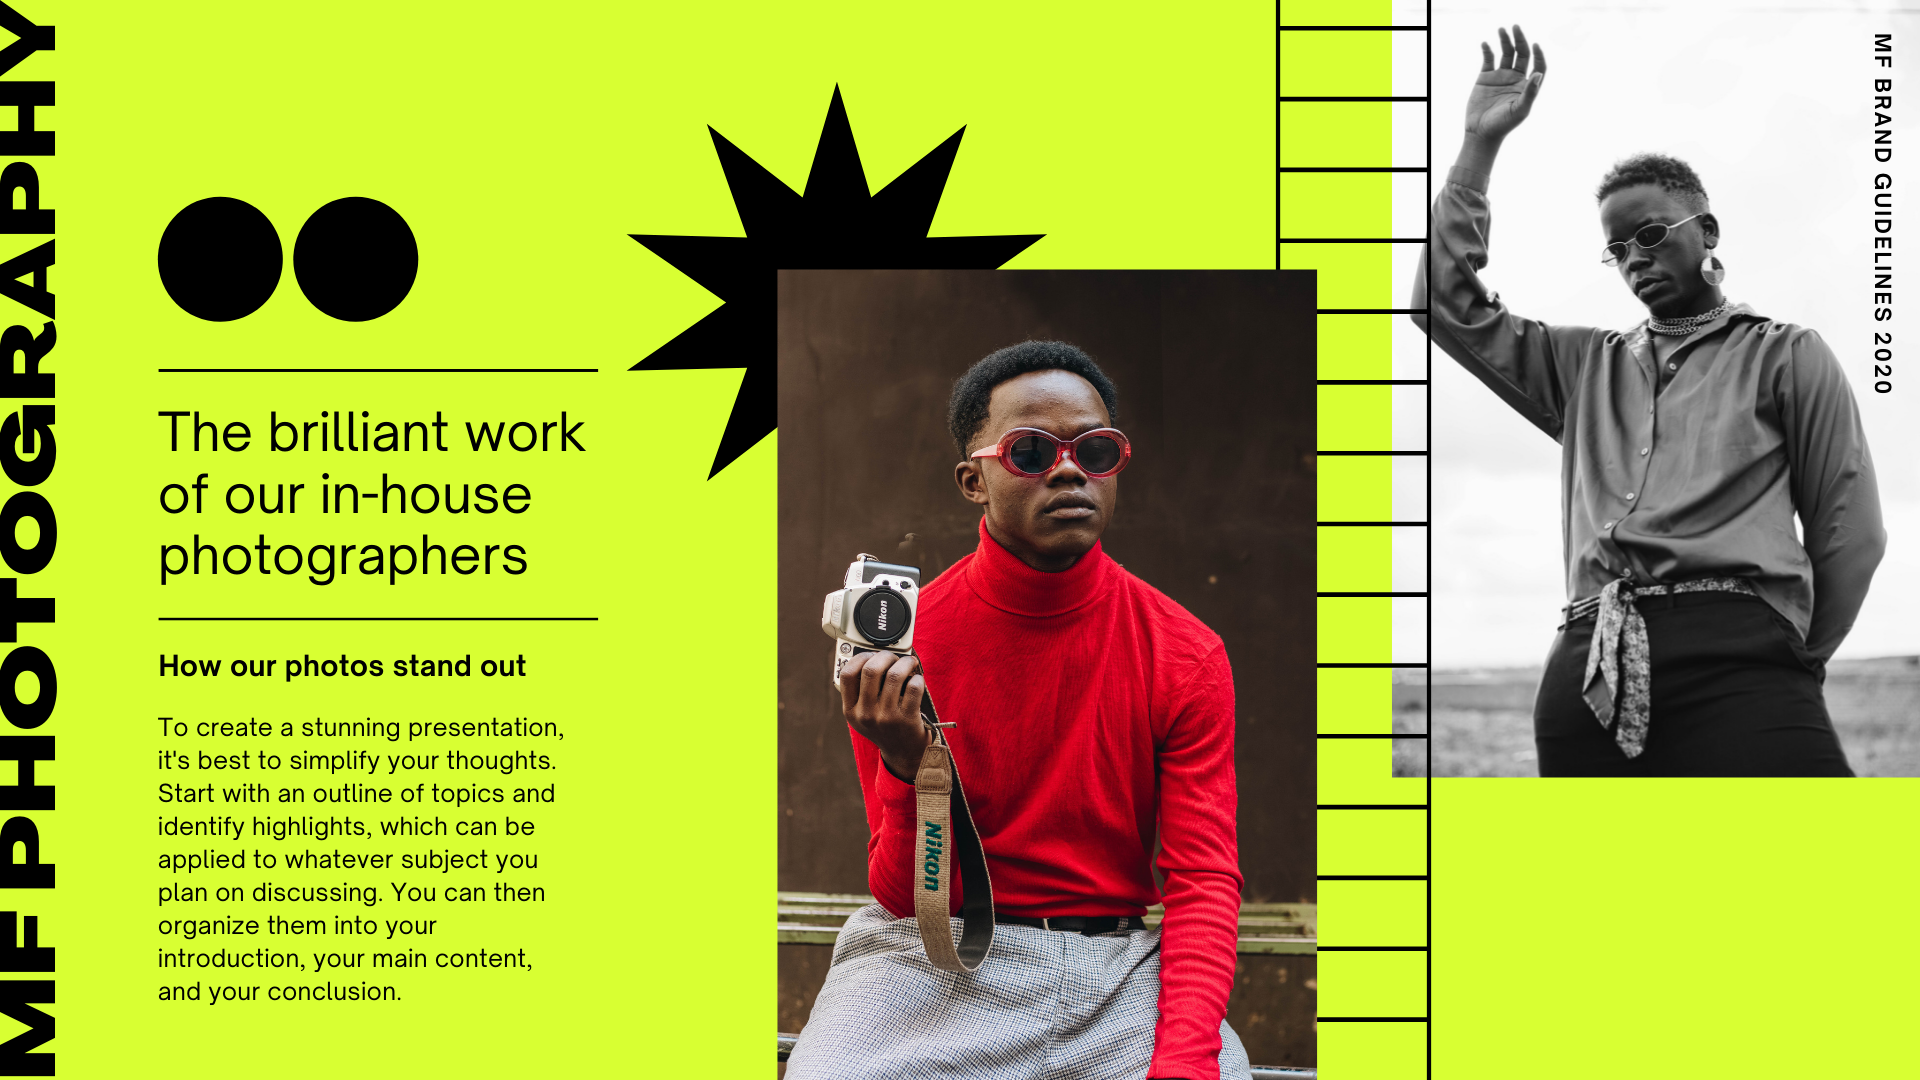 MF PHOTOGRAPHY
The brilliant work
of our in-house
photographers
How our photos stand out
To create a stunning presentation,
it's best to simplify your thoughts.
Start with an outline of topics and
identify highlights, which can be
applied to whatever subject you
plan on discussing. You can then
organize them into your
introduction, your main content,
and your conclusion.
Nikon
Nikon
MF BRAND GUIDELINES 2020